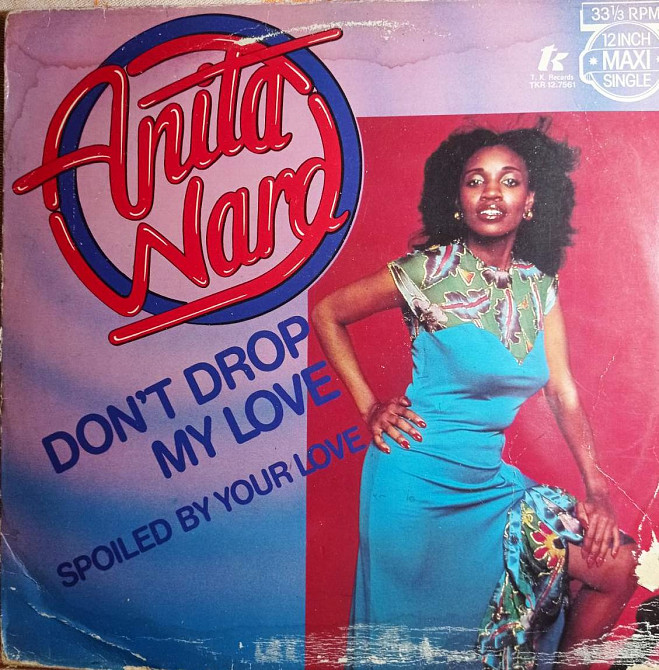 Anita
Ward
33⅓ RPM
12 INCH
MAXI
SINGLE
tk
T. K. Records
TKR 12.7561
DON'T DROP
MY LOVE
SPOILED BY YOUR LOVE